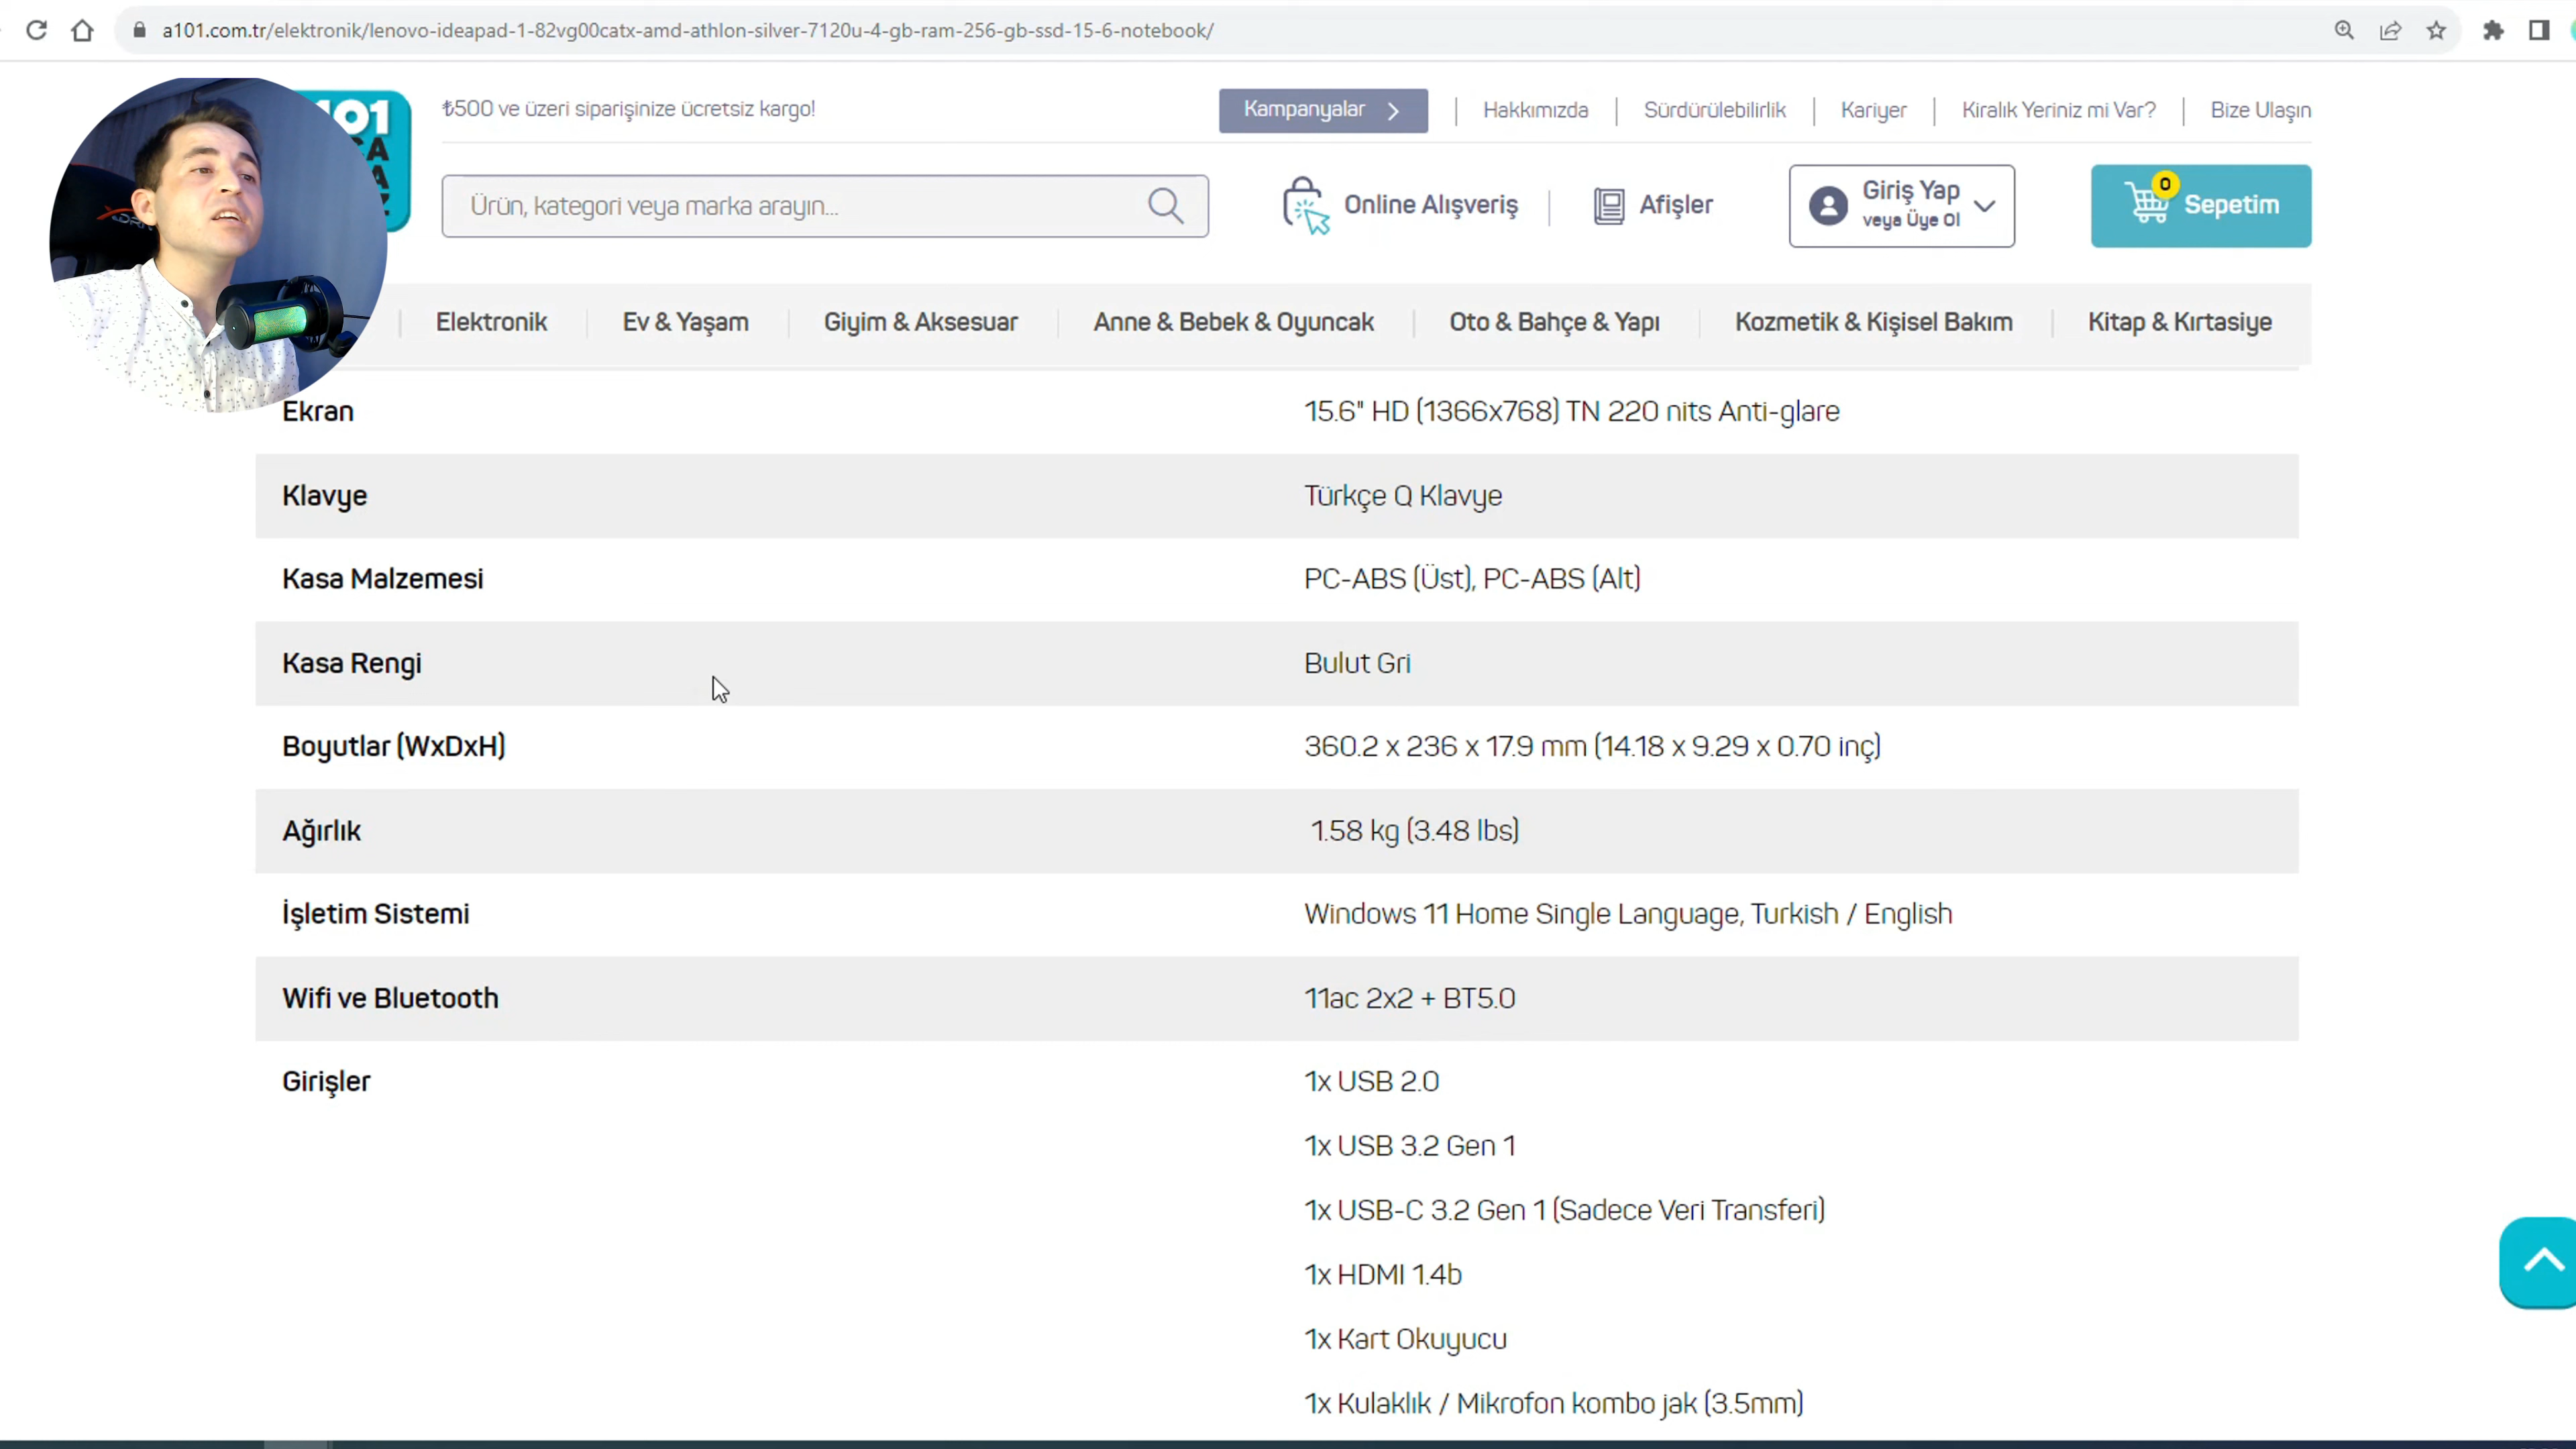 a101.com.tr/elektronik/lenovo-ideapad-1-82vg00catx-amd-athlon-silver-7120u-4-gb-ram-256-gb-ssd-15-6-notebook/
₺500 ve üzeri siparişinize ücretsiz kargo!
Kampanyalar
Hakkımızda
Sürdürülebilirlik
Kariyer
Kiralık Yeriniz mi Var?
Bize Ulaşın
101
Ürün, kategori veya marka arayın...
Online Alışveriş
Afişler
Giriş Yap
veya Üye Ol
0
Sepetim
Elektronik
Ev & Yaşam
Giyim & Aksesuar
Anne & Bebek & Oyuncak
Oto & Bahçe & Yapı
Kozmetik & Kişisel Bakım
Kitap & Kırtasiye
Ekran 15.6" HD (1366x768) TN 220 nits Anti-glare
Klavye Türkçe Q Klavye
Kasa Malzemesi PC-ABS (Üst), PC-ABS (Alt)
Kasa Rengi Bulut Gri
Boyutlar (WxDxH) 360.2 x 236 x 17.9 mm (14.18 x 9.29 x 0.70 inç)
Ağırlık 1.58 kg (3.48 lbs)
İşletim Sistemi Windows 11 Home Single Language, Turkish / English
Wifi ve Bluetooth 11ac 2x2 + BT5.0
Girişler 1x USB 2.0
1x USB 3.2 Gen 1
1x USB-C 3.2 Gen 1 (Sadece Veri Transferi)
1x HDMI 1.4b
1x Kart Okuyucu
1x Kulaklık / Mikrofon kombo jak (3.5mm)